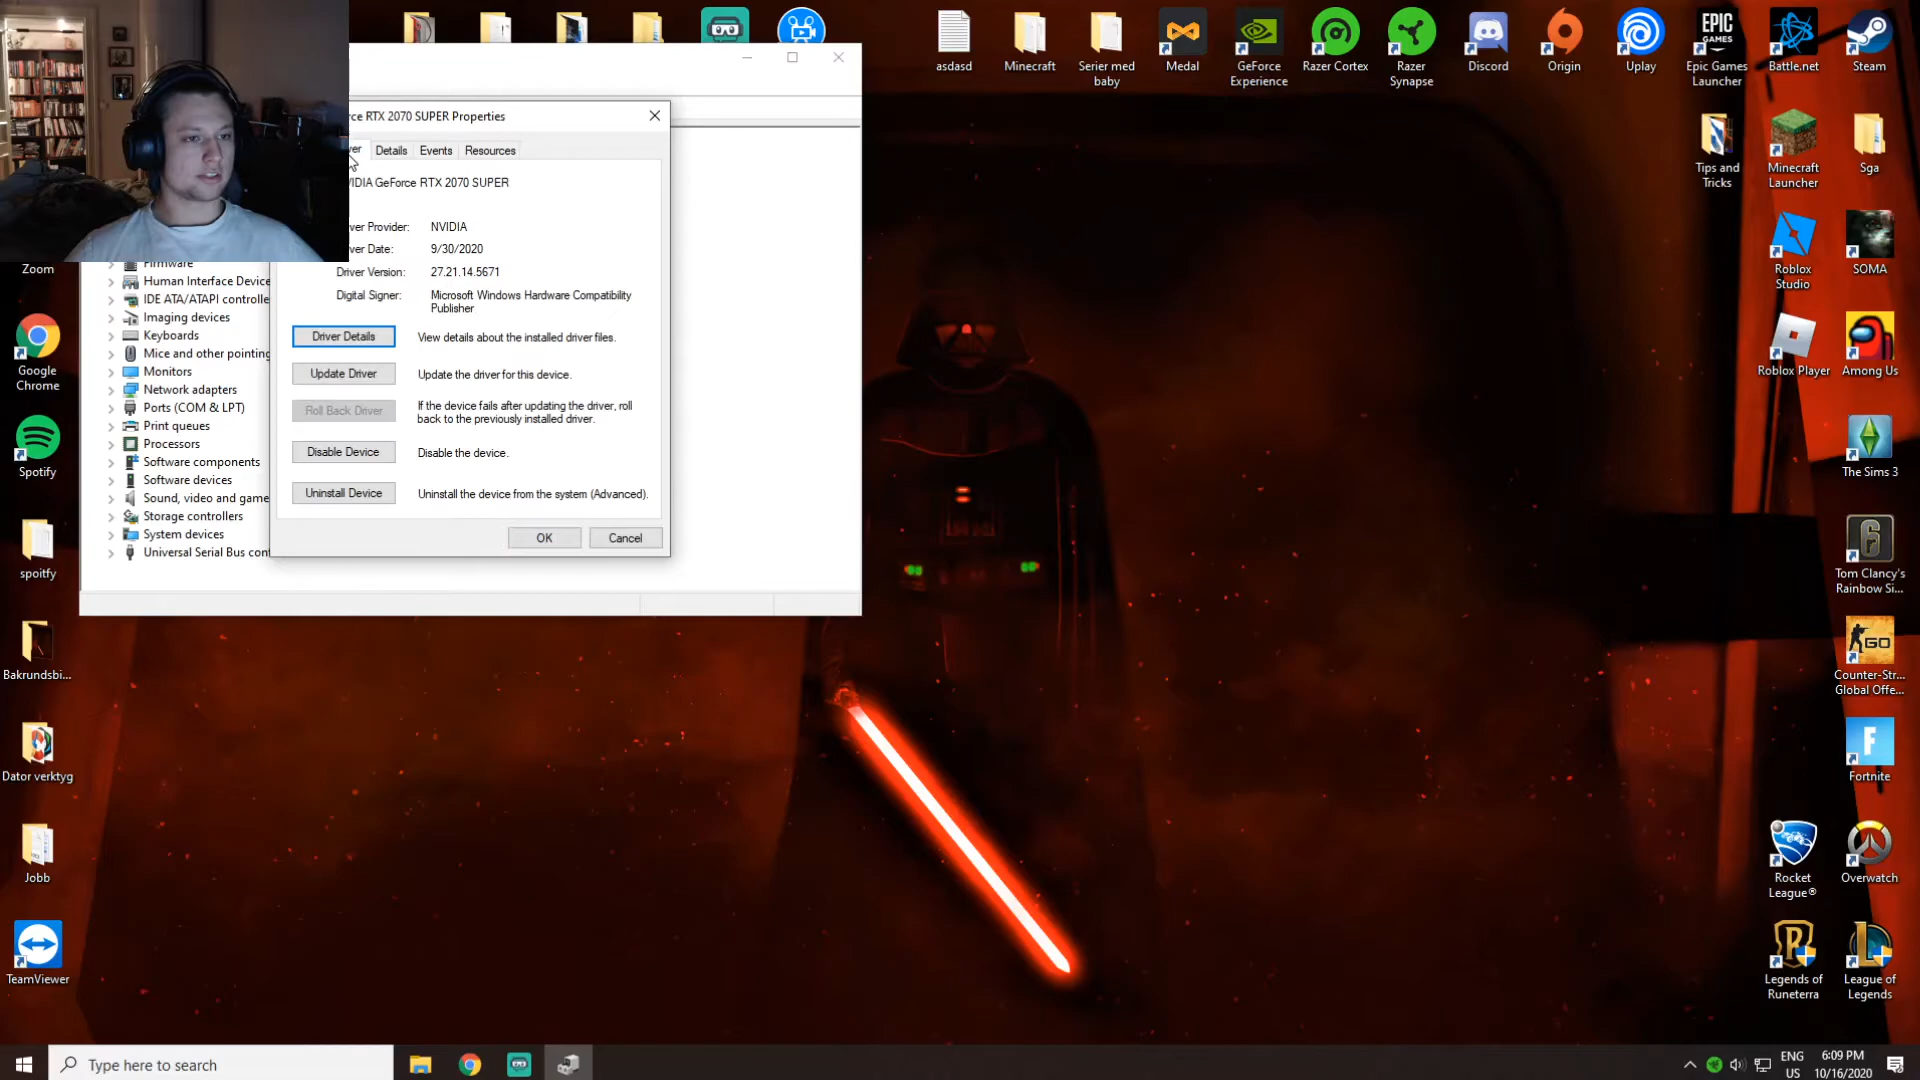 asdasd
Minecraft
Serier med
baby
Medal
GeForce
Experience
Razer Cortex
Razer
Synapse
Discord
Origin
Uplay
Epic Games
Launcher
Battle.net
Steam
EPIC
GAMES
RTX 2070 SUPER Properties
Details
Events
Resources
GeForce RTX 2070 SUPER
Provider:
NVIDIA
Date:
9/30/2020
Driver Version:
27.21.14.5671
Digital Signer:
Microsoft Windows Hardware Compatibility
Publisher
Driver Details
View details about the installed driver files.
Update Driver
Update the driver for this device.
Roll Back Driver
If the device fails after updating the driver, roll
back to the previously installed driver.
Disable Device
Disable the device.
Uninstall Device
Uninstall the device from the system (Advanced).
OK
Cancel
Firmware
Human Interface Device
IDE ATA/ATAPI controlle
Imaging devices
Keyboards
Mice and other pointing
Monitors
Network adapters
Ports (COM & LPT)
Print queues
Processors
Software components
Software devices
Sound, video and game
Storage controllers
System devices
Universal Serial Bus cont
Zoom
Google
Chrome
Spotify
spoitfy
Bakrundsbi...
Dator verktyg
Jobb
TeamViewer
Tips and
Tricks
Minecraft
Launcher
Sga
Roblox
Studio
SOMA
Roblox Player
Among Us
The Sims 3
Tom Clancy's
Rainbow Si...
GO
Counter-Str...
Global Offe...
Fortnite
Rocket
League®
Overwatch
Legends of
Runeterra
League of
Legends
Type here to search
ENG
US
6:09 PM
10/16/2020